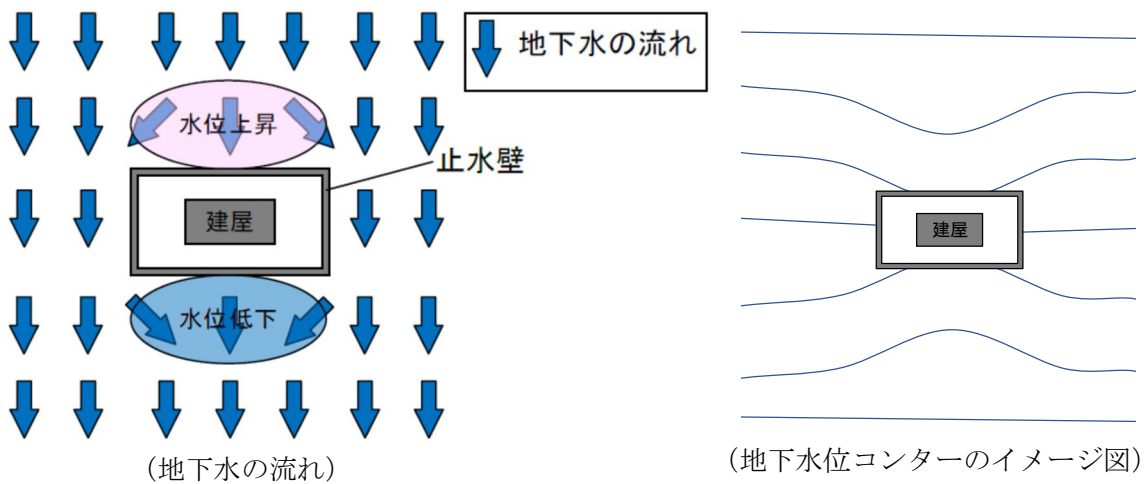 地下水の流れ
水位上昇
止水壁
建屋
水位低下
(地下水の流れ)
建屋
(地下水位コンターのイメージ図)